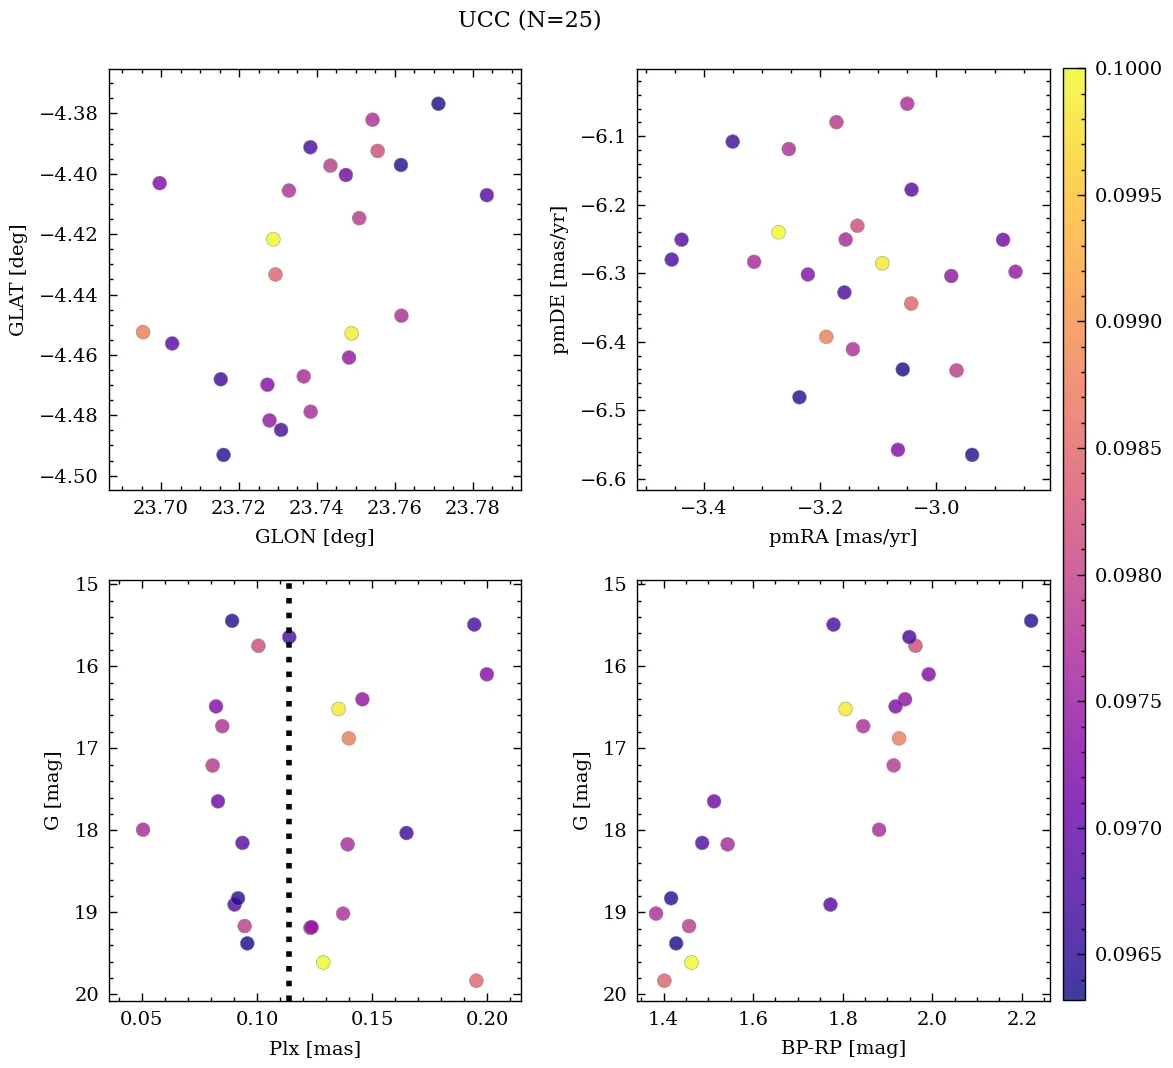 UCC (N=25)
−4.38
−4.40
−4.42
−4.44
−4.46
−4.48
−4.50
GLAT [deg]
23.70 23.72 23.74 23.76 23.78
GLON [deg]
−6.1
−6.2
−6.3
−6.4
−6.5
−6.6
pmDE [mas/yr]
−3.4 −3.2 −3.0
pmRA [mas/yr]
15
16
17
18
19
20
G [mag]
0.05 0.10 0.15 0.20
Plx [mas]
15
16
17
18
19
20
G [mag]
1.4 1.6 1.8 2.0 2.2
BP-RP [mag]
0.1000
0.0995
0.0990
0.0985
0.0980
0.0975
0.0970
0.0965